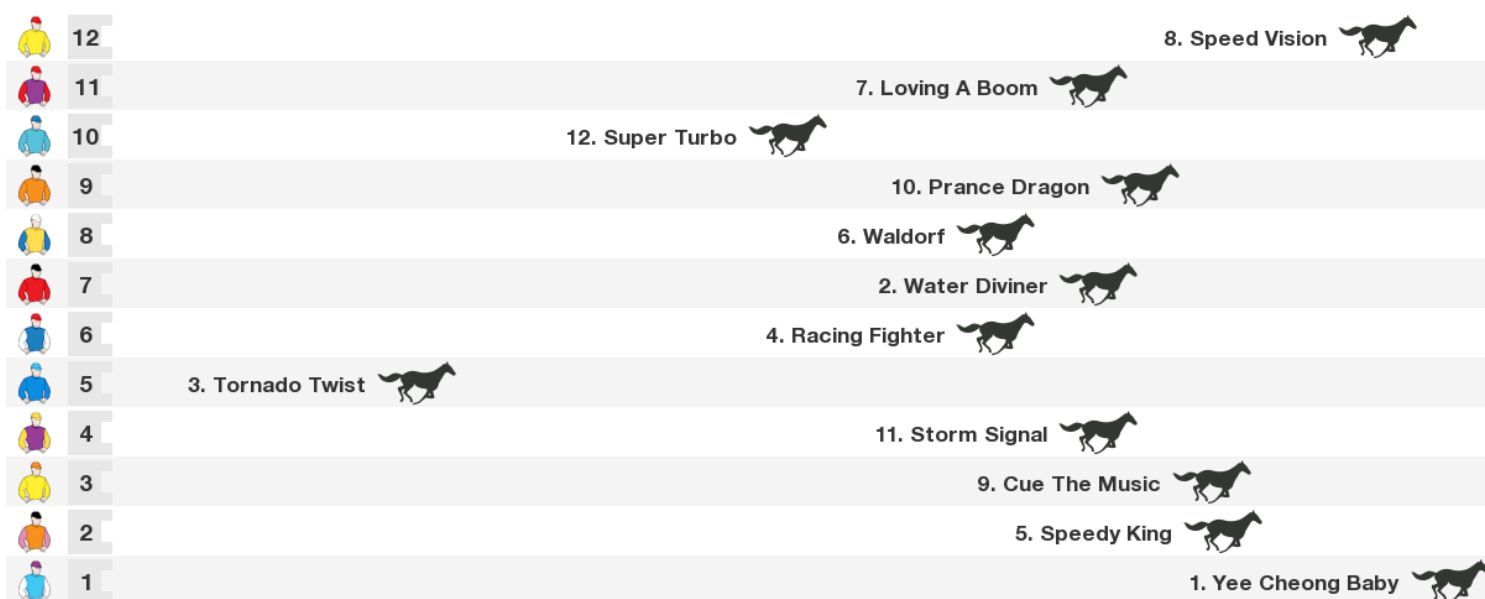 12 8. Speed Vision
11 7. Loving A Boom
10 12. Super Turbo
9 10. Prance Dragon
8 6. Waldorf
7 2. Water Diviner
6 4. Racing Fighter
5 3. Tornado Twist
4 11. Storm Signal
3 9. Cue The Music
2 5. Speedy King
1 1. Yee Cheong Baby